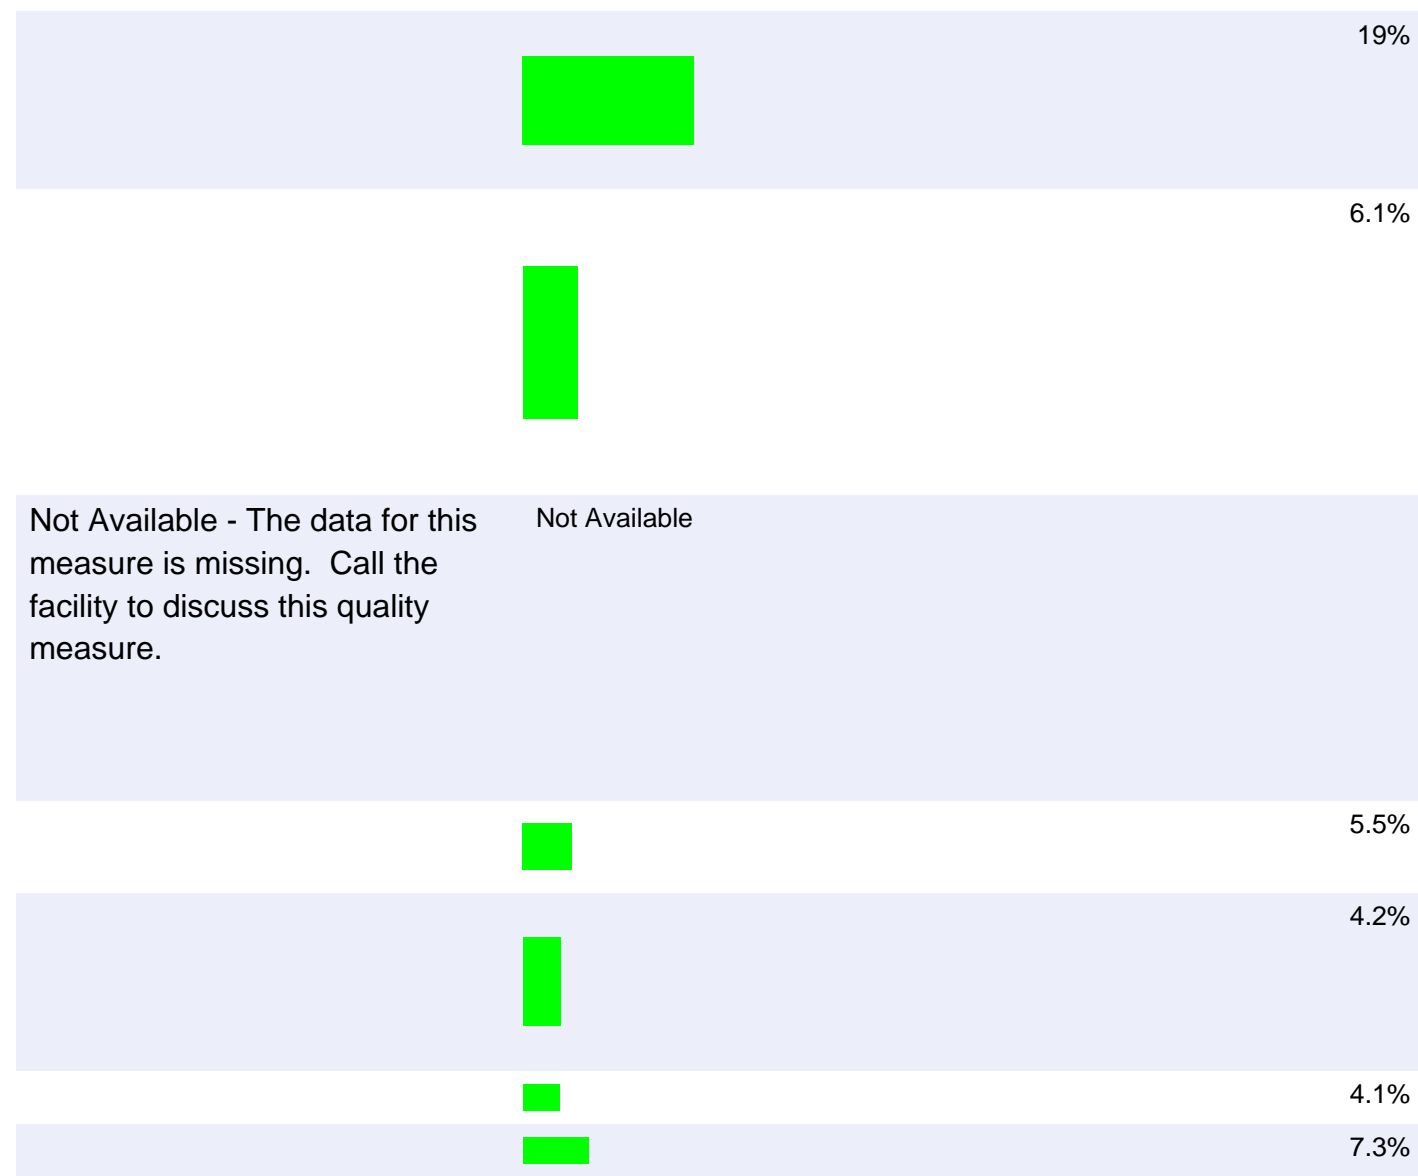 19%
6.1%
Not Available - The data for this
measure is missing.  Call the
facility to discuss this quality
measure.
Not Available
5.5%
4.2%
4.1%
7.3%